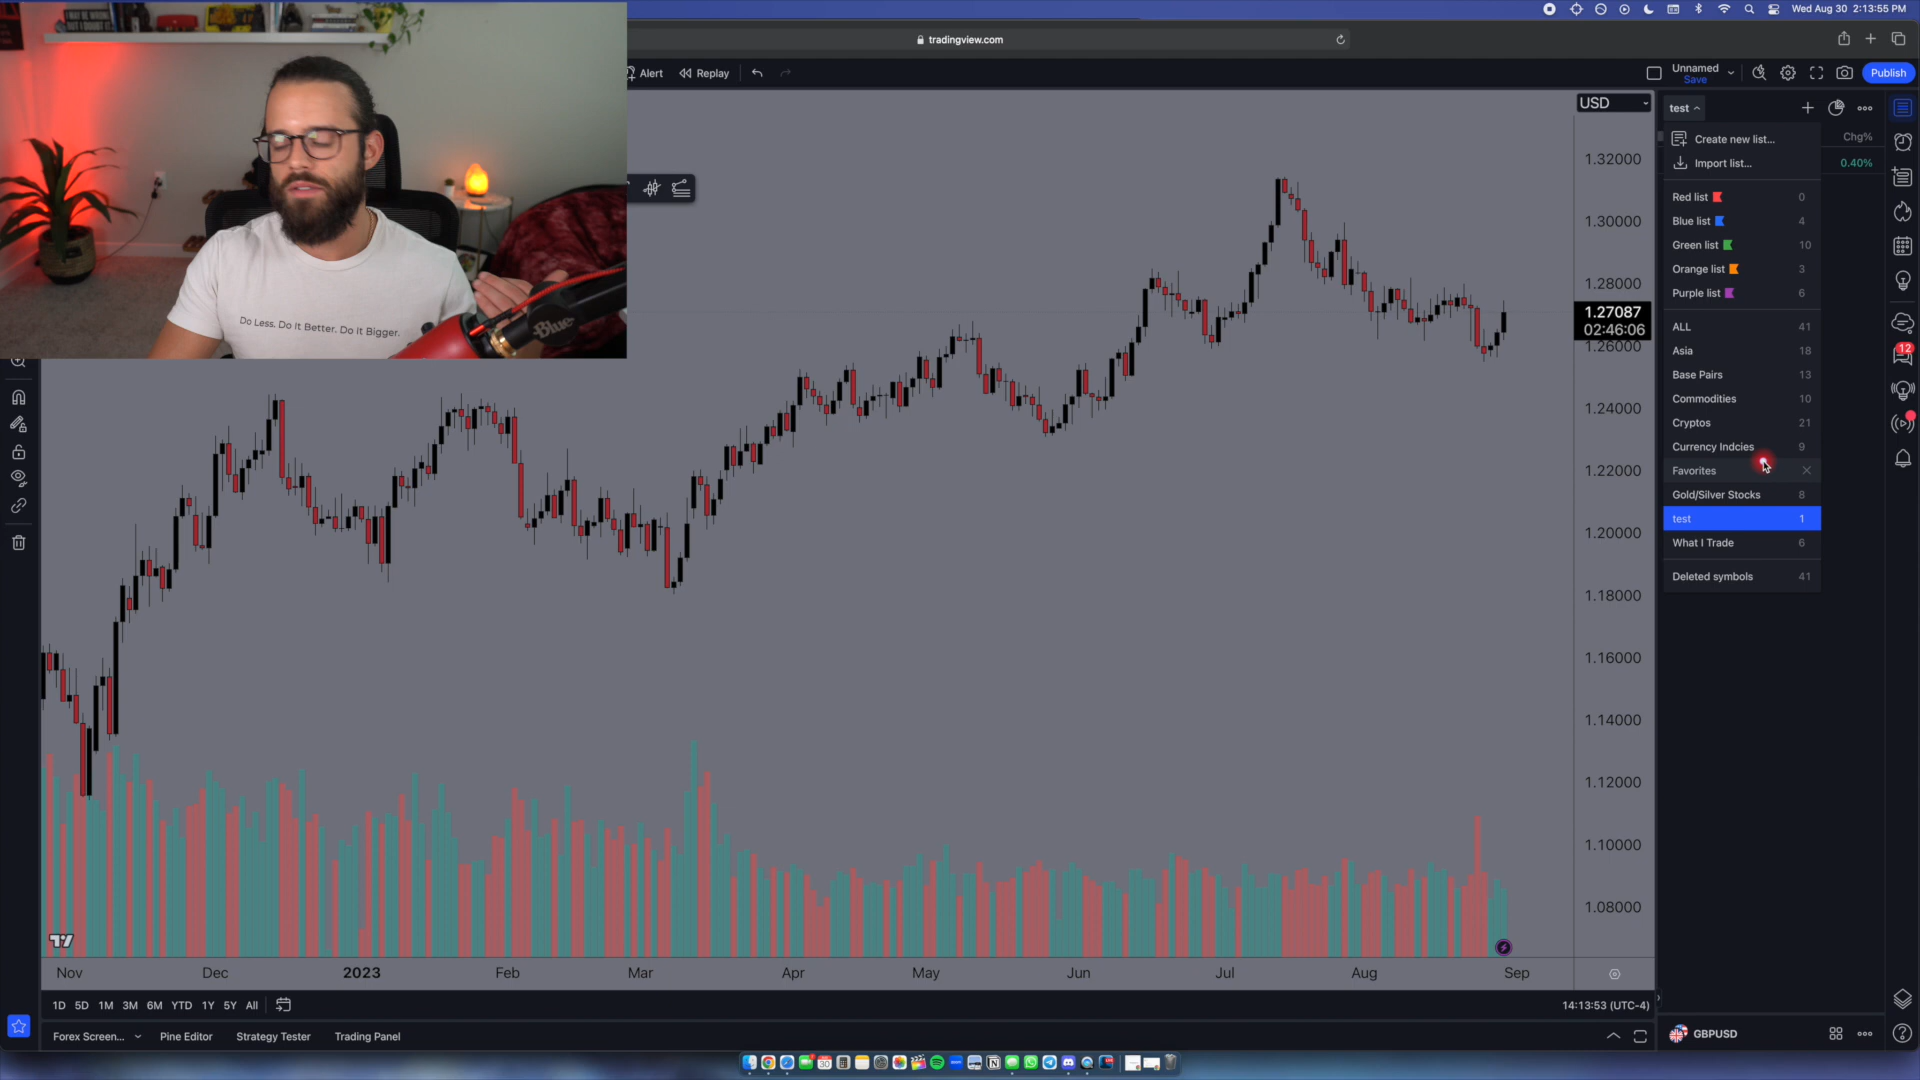 Wed Aug 30 2:13:55 PM
tradingview.com
Alert
Replay
Unnamed
Save
Publish
USD
test
Create new list...
Import list...
Chg%
0.40%
Red list 0
Blue list 4
Green list 10
Orange list 3
Purple list 6
ALL 41
Asia 18
Base Pairs 13
Commodities 10
Cryptos 21
Currency Indcies 9
Favorites
Gold/Silver Stocks 8
test 1
What I Trade 6
Deleted symbols 41
12
Do Less. Do It Better. Do It Bigger.
Blue
1.32000
1.30000
1.28000
1.27087
02:46:06
1.26000
1.24000
1.22000
1.20000
1.18000
1.16000
1.14000
1.12000
1.10000
1.08000
Nov Dec 2023 Feb Mar Apr May Jun Jul Aug Sep
1D 5D 1M 3M 6M YTD 1Y 5Y All
14:13:53 (UTC-4)
Forex Screen... Pine Editor Strategy Tester Trading Panel
GBPUSD